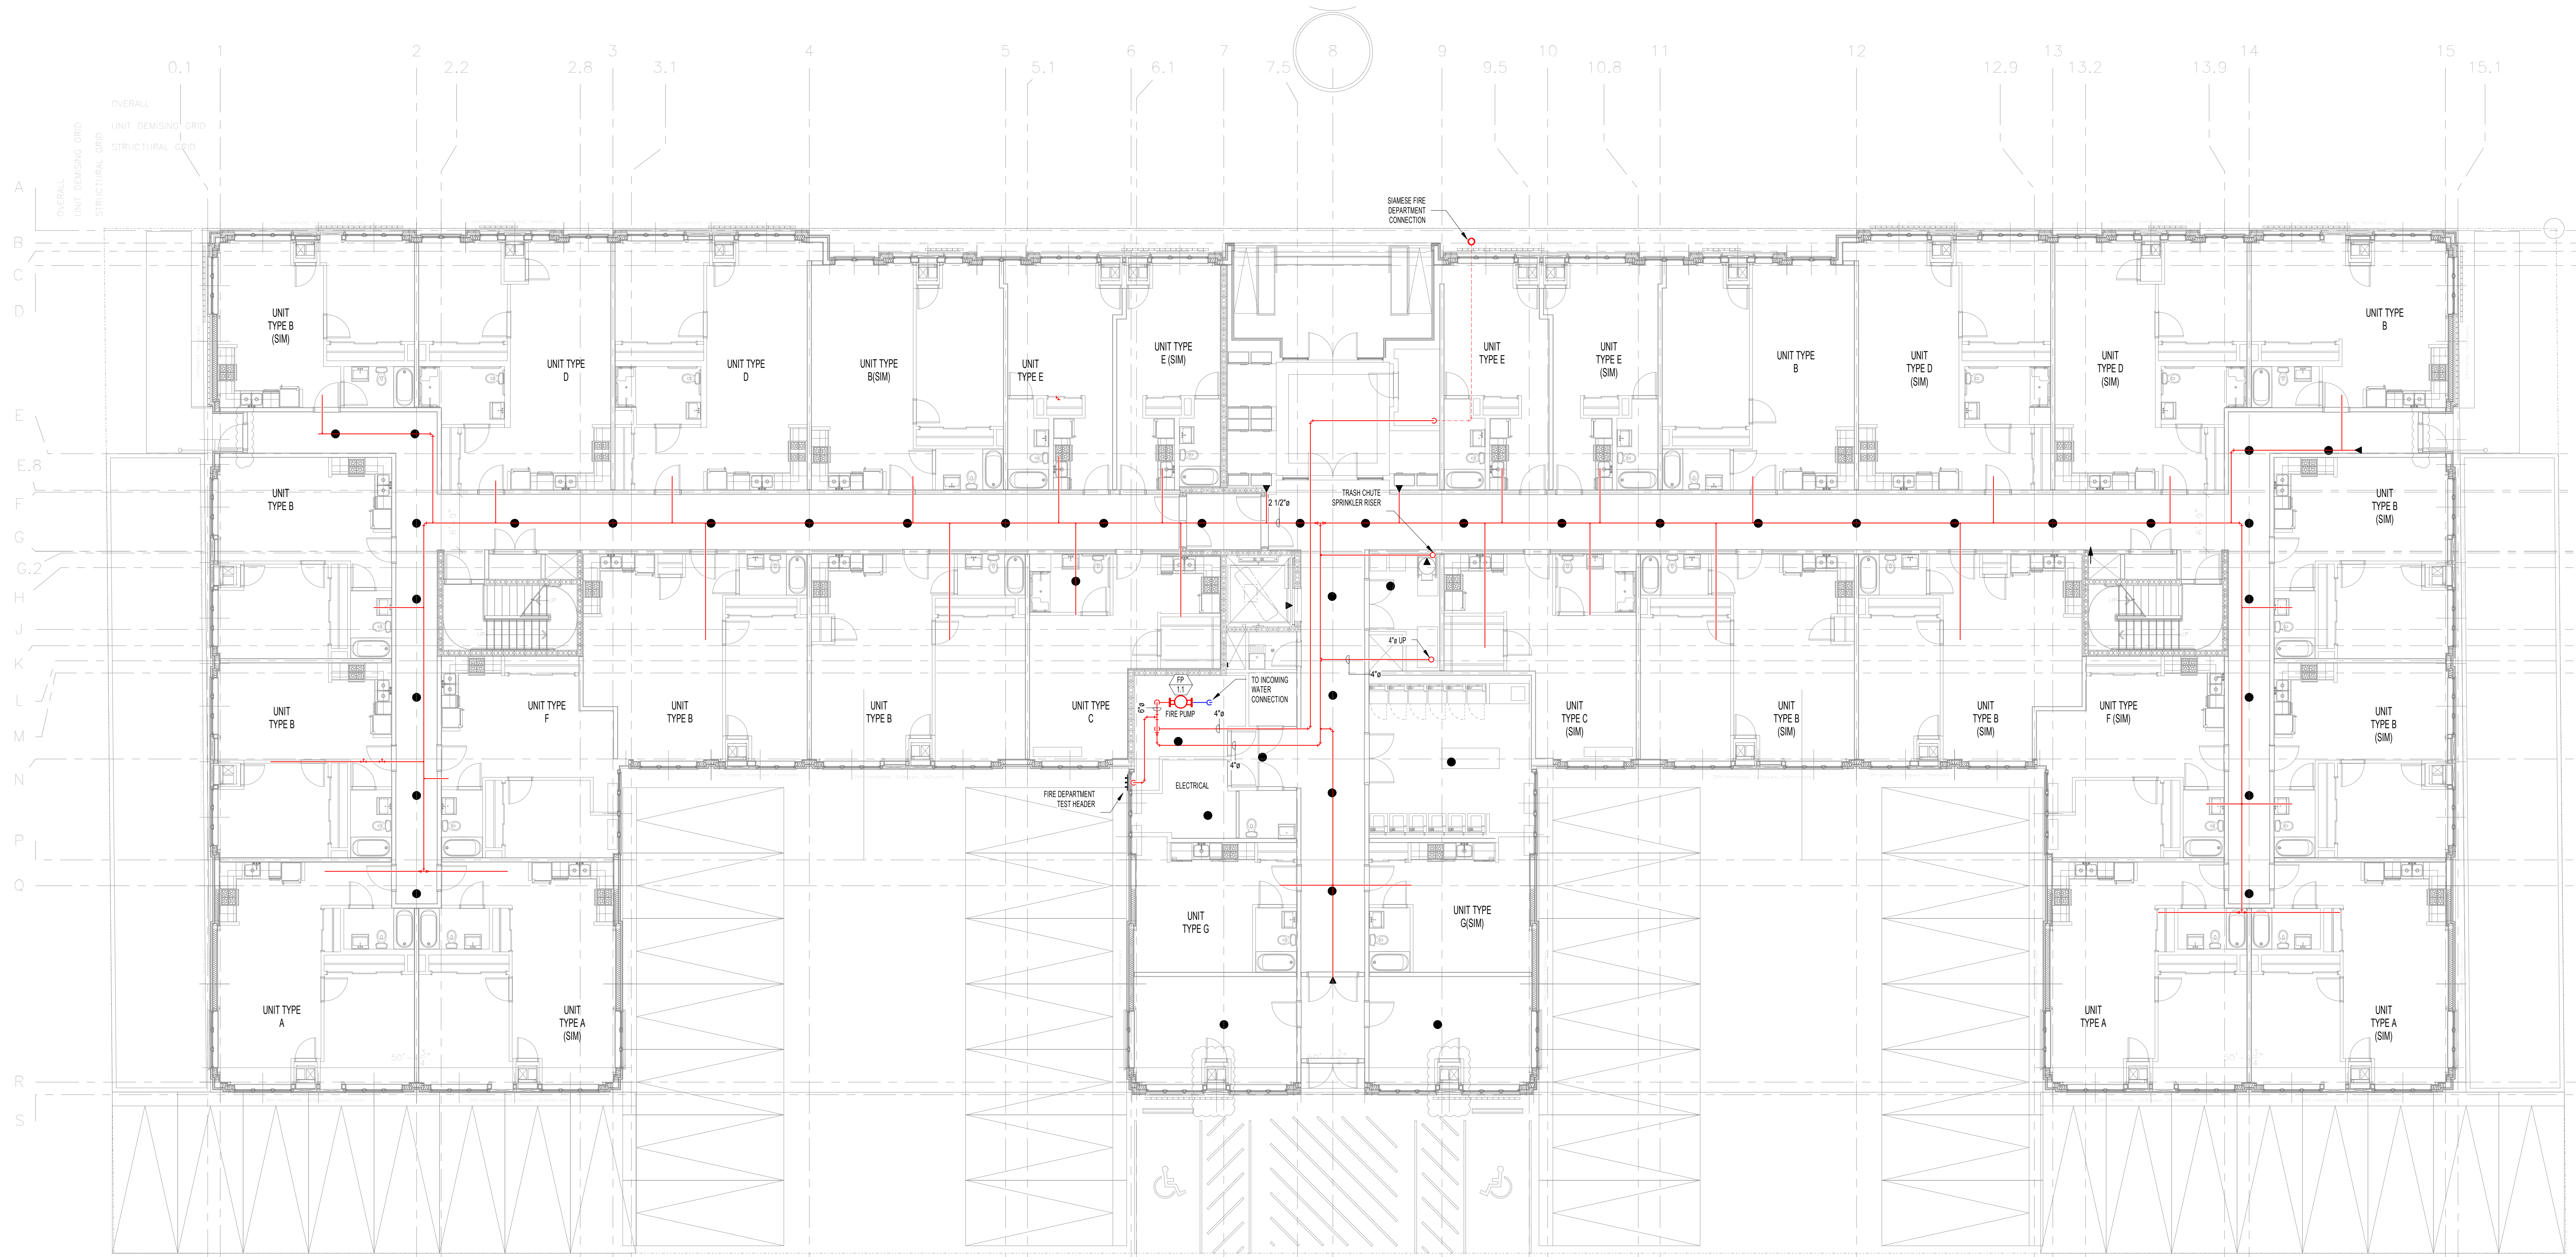 1 2 3 4 5 6 7 8 9 10 11 12 13 14 15
0.1 2.2 2.8 3.1 5.1 6.1 7.5 9.5 10.8 12.9 13.2 13.9 15.1
OVERALL
UNIT DEMISING GRID
STRUCTURAL GRID
OVERALL
UNIT DEMISING GRID
STRUCTURAL GRID
A
B
C
D
E
E.8
F
G
G.2
H
J
K
L
M
N
P
Q
R
S
SIAMESE FIRE
DEPARTMENT
CONNECTION
UNIT
TYPE B
(SIM)
UNIT TYPE
D
UNIT TYPE
D
UNIT TYPE
B(SIM)
UNIT
TYPE E
UNIT TYPE
E (SIM)
UNIT
TYPE E
UNIT
TYPE E
(SIM)
UNIT TYPE
B
UNIT
TYPE D
(SIM)
UNIT
TYPE D
(SIM)
UNIT TYPE
B
UNIT
TYPE B
2 1/2"ø
TRASH CHUTE
SPRINKLER RISER
UNIT
TYPE B
(SIM)
4"ø UP
4"ø
FP
1.1
FIRE PUMP
TO INCOMING
WATER
CONNECTION
6"ø
4"ø
4"ø
UNIT
TYPE B
UNIT TYPE
F
UNIT
TYPE B
UNIT
TYPE B
UNIT TYPE
C
UNIT
TYPE C
(SIM)
UNIT
TYPE B
(SIM)
UNIT
TYPE B
(SIM)
UNIT TYPE
F (SIM)
UNIT
TYPE B
(SIM)
FIRE DEPARTMENT
TEST HEADER
ELECTRICAL
UNIT
TYPE G
UNIT TYPE
G(SIM)
UNIT TYPE
A
UNIT
TYPE A
(SIM)
UNIT
TYPE A
UNIT
TYPE A
(SIM)